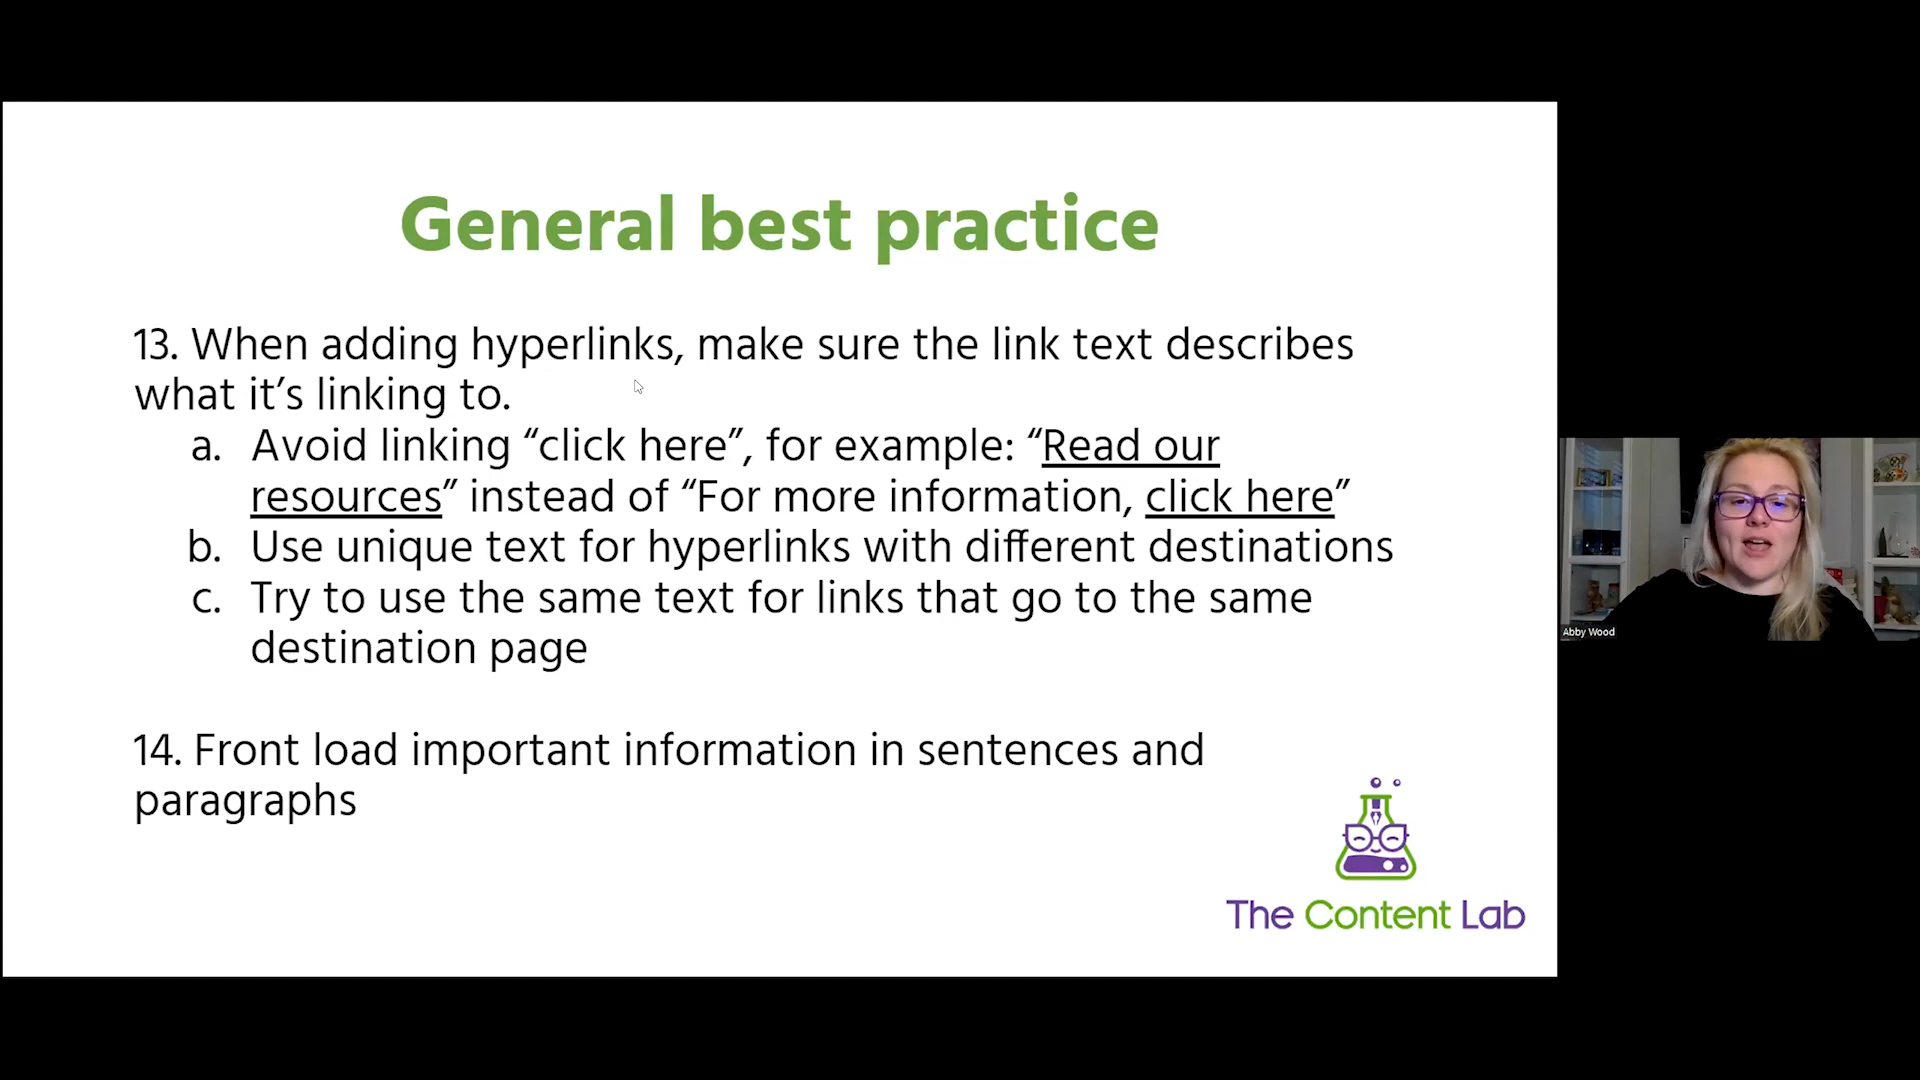 General best practice
13. When adding hyperlinks, make sure the link text describes
what it’s linking to.
a. Avoid linking “click here”, for example: “Read our
resources” instead of “For more information, click here”
b. Use unique text for hyperlinks with different destinations
c. Try to use the same text for links that go to the same
destination page
14. Front load important information in sentences and
paragraphs
The Content Lab
Abby Wood